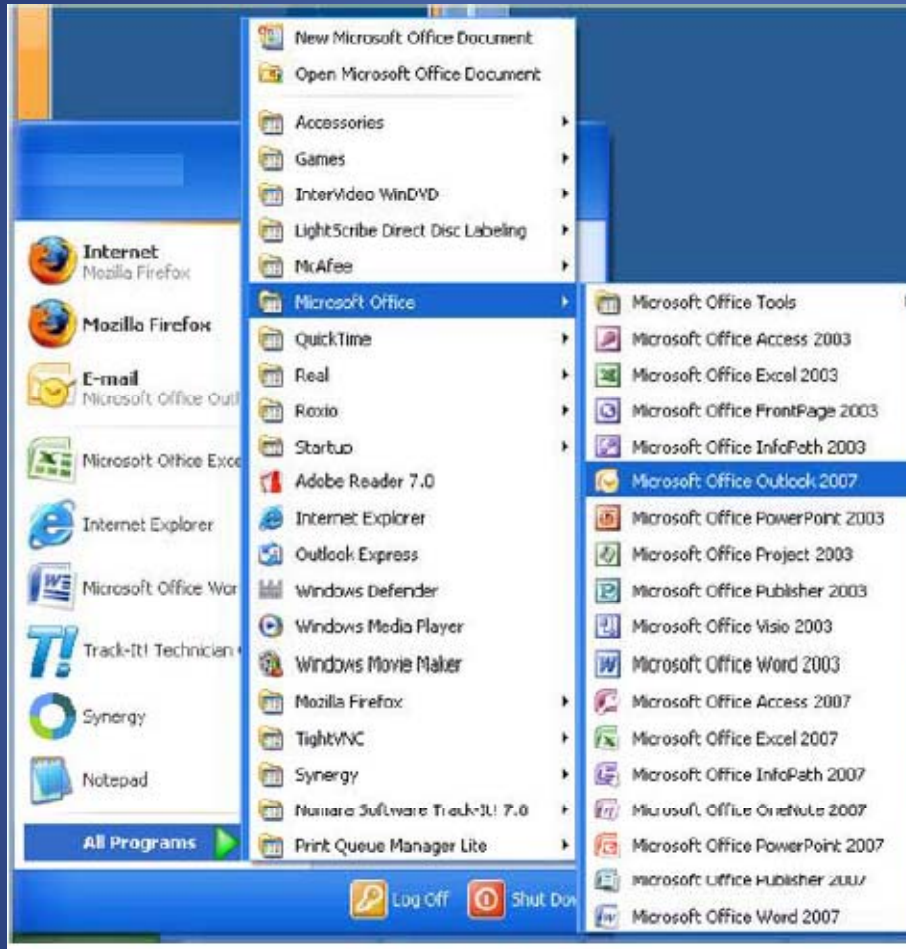 Internet
Mozilla Firefox
Mozilla Firefox
E-mail
Microsoft Office Outl
Microsoft Office Exce
Internet Explorer
Microsoft Office Wor
Track-It! Technician
Synergy
Notepad
All Programs
New Microsoft Office Document
Open Microsoft Office Document
Accessories
Games
InterVideo WinDVD
LightScribe Direct Disc Labeling
McAfee
Microsoft Office
QuickTime
Real
Roxio
Startup
Adobe Reader 7.0
Internet Explorer
Outlook Express
Windows Defender
Windows Media Player
Windows Movie Maker
Mozilla Firefox
TightVNC
Synergy
Numara Software Track-It! 7.0
Print Queue Manager Lite
Microsoft Office Tools
Microsoft Office Access 2003
Microsoft Office Excel 2003
Microsoft Office FrontPage 2003
Microsoft Office InfoPath 2003
Microsoft Office Outlook 2007
Microsoft Office PowerPoint 2003
Microsoft Office Project 2003
Microsoft Office Publisher 2003
Microsoft Office Visio 2003
Microsoft Office Word 2003
Microsoft Office Access 2007
Microsoft Office Excel 2007
Microsoft Office InfoPath 2007
Microsoft Office OneNote 2007
Microsoft Office PowerPoint 2007
Microsoft Office Publisher 2007
Microsoft Office Word 2007
Log Off
Shut Dow